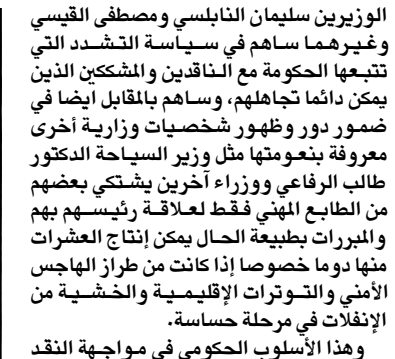 الوزيرين سليمان النابلسي ومصطفى القيسي
وغيرهما ساهم في سياسة التشدد التي
تتبعها الحكومة مع الناقدين والمشككين الذين
يمكن دائما تجاهلهم، وساهم بالمقابل ايضا في
ضمور دور وظهور شخصيات وزارية أخرى
معروفة بنعومتها مثل وزير السياحة الدكتور
طالب الرفاعي ووزراء آخرين يشتكي بعضهم
من الطابع المهني فقط لعلاقة رئيسهم بهم
والمبررات بطبيعة الحال يمكن إنتاج العشرات
منها دوما خصوصا إذا كانت من طراز الهاجس
الأمني والتوترات الإقليمية والخشية من
الإنفلات في مرحلة حساسة.
وهذا الأسلوب الحكومي في مواجهة النقد